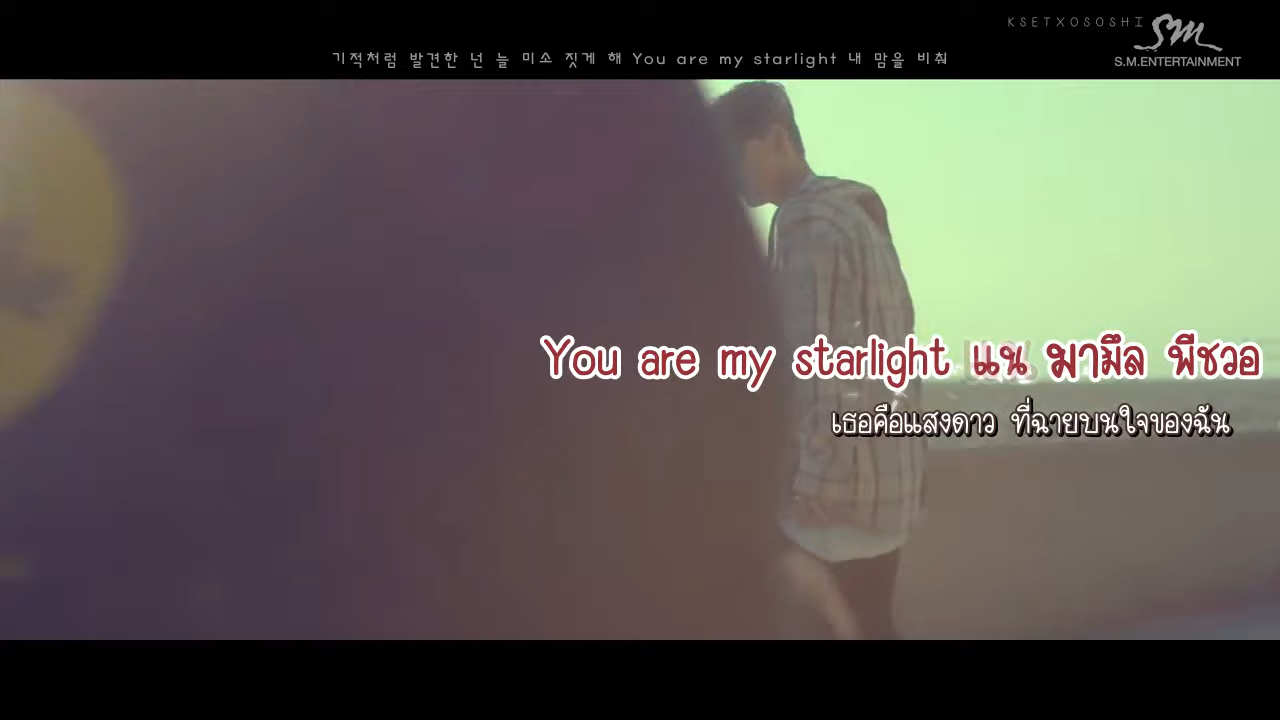 KSETXOSOSHI
SM
S.M.ENTERTAINMENT
기적처럼 발견한 넌 늘 미소 짓게 해 You are my starlight 내 맘을 비춰
You are my starlight แน มามึล พีชวอ
เธอคือแสงดาว ที่ฉายบนใจของฉัน